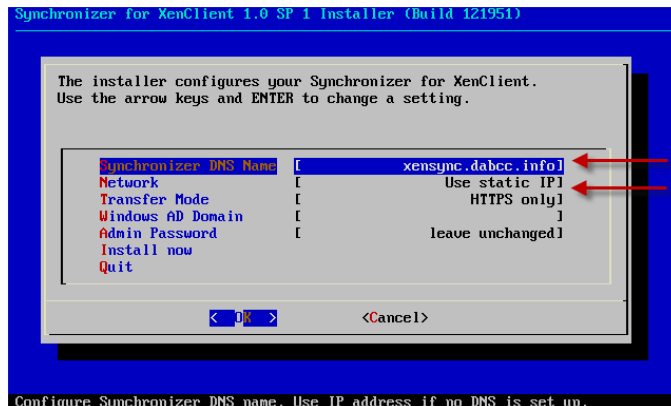 Synchronizer for XenClient 1.0 SP 1 Installer (Build 121951)
The installer configures your Synchronizer for XenClient.
Use the arrow keys and ENTER to change a setting.
Synchronizer DNS Name [ xensync.dabcc.info]
Network [ Use static IP]
Transfer Mode [ HTTPS only]
Windows AD Domain [ ]
Admin Password [ leave unchanged]
Install now
Quit
< OK > <Cancel>
Configure Synchronizer DNS name. Use IP address if no DNS is set up.